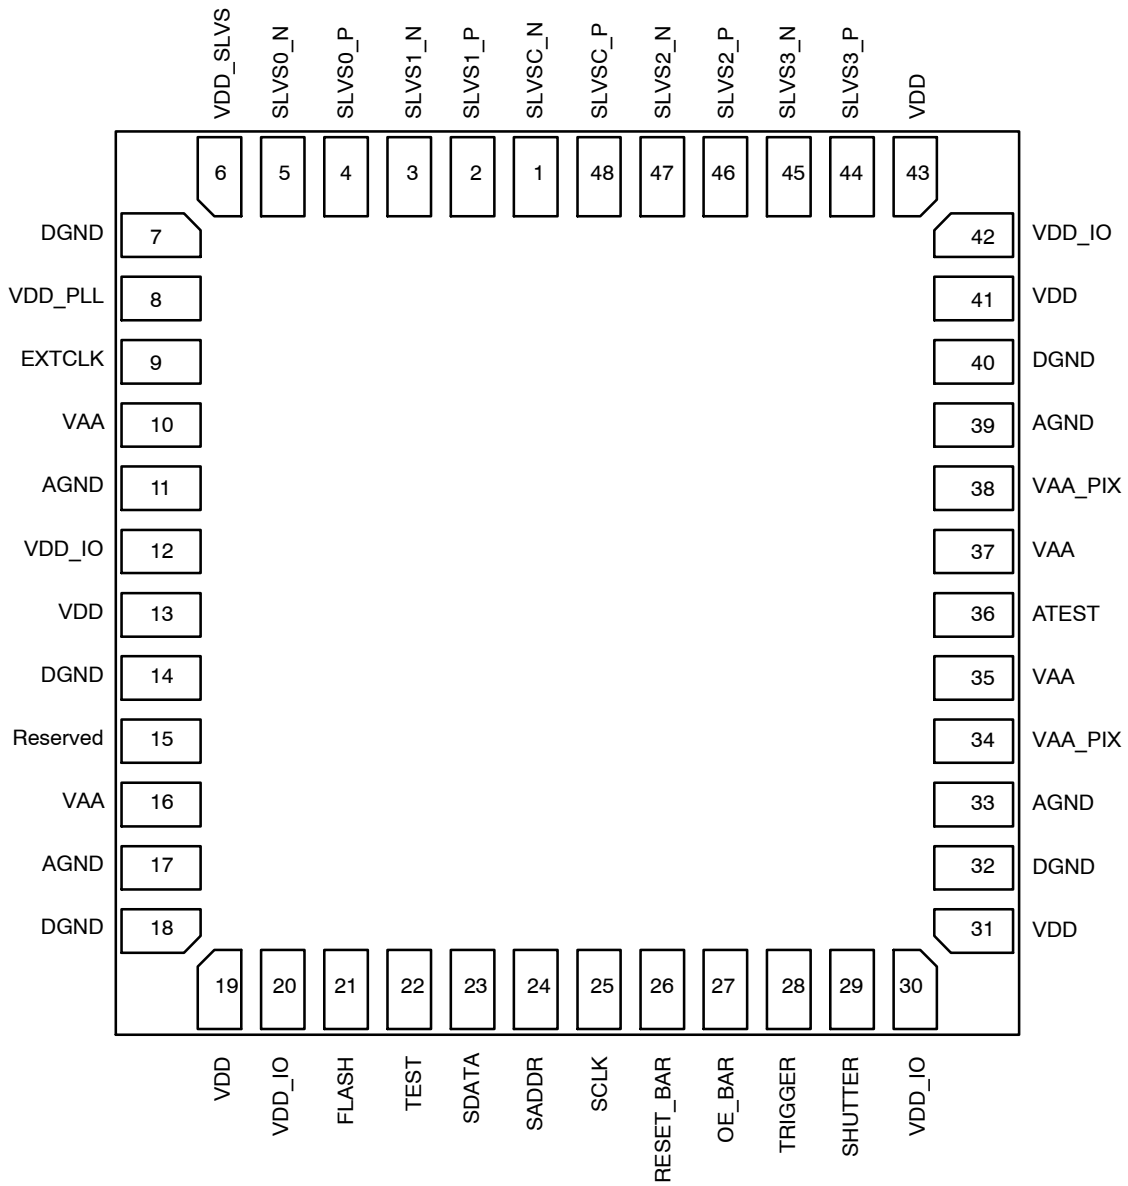 VDD_SLVS
SLVS0_N
SLVS0_P
SLVS1_N
SLVS1_P
SLVSC_N
SLVSC_P
SLVS2_N
SLVS2_P
SLVS3_N
SLVS3_P
VDD
6 5 4 3 2 1 48 47 46 45 44 43
DGND 7 42 VDD_IO
VDD_PLL 8 41 VDD
EXTCLK 9 40 DGND
VAA 10 39 AGND
AGND 11 38 VAA_PIX
VDD_IO 12 37 VAA
VDD 13 36 ATEST
DGND 14 35 VAA
Reserved 15 34 VAA_PIX
VAA 16 33 AGND
AGND 17 32 DGND
DGND 18 31 VDD
19 20 21 22 23 24 25 26 27 28 29 30
VDD
VDD_IO
FLASH
TEST
SDATA
SADDR
SCLK
RESET_BAR
OE_BAR
TRIGGER
SHUTTER
VDD_IO